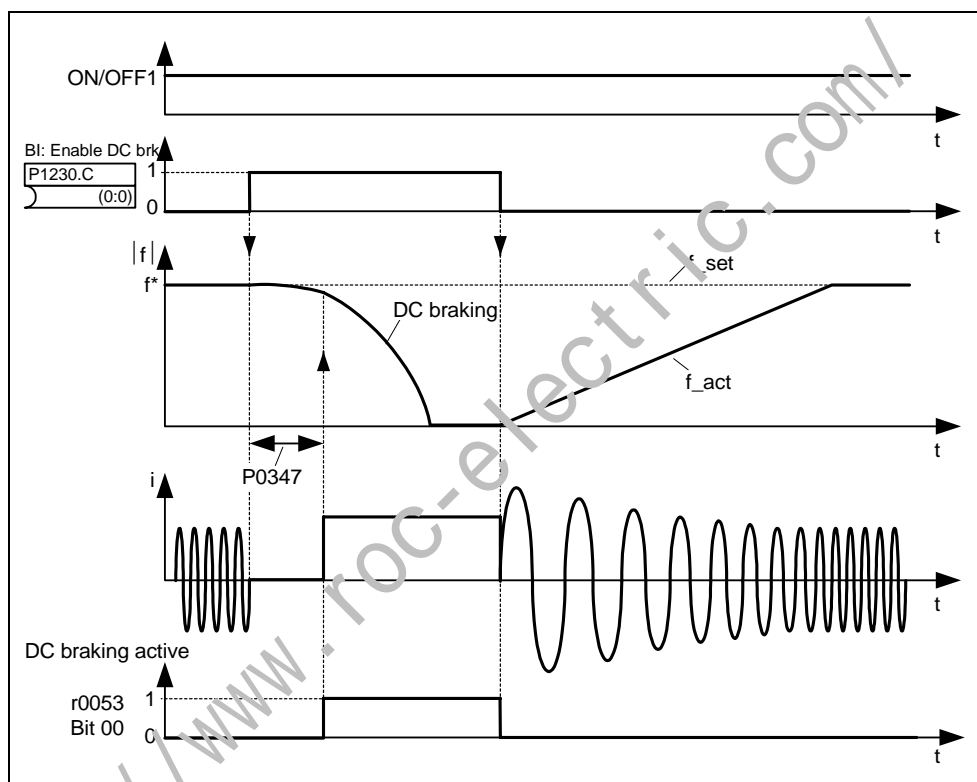 ON/OFF1
t
BI: Enable DC brk
P1230.C
(0:0)
1
0
t
|f|
f*
f_set
DC braking
f_act
t
P0347
i
t
DC braking active
r0053
Bit 00
1
0
t
//www.roc-electric.com/